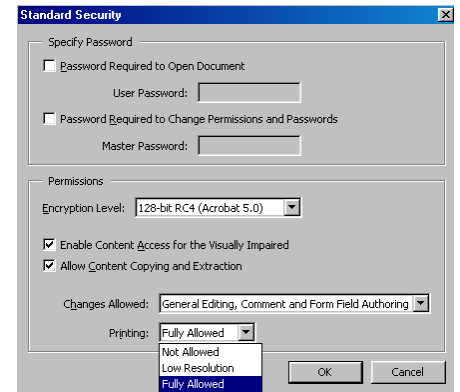 Standard Security
Specify Password
Password Required to Open Document
User Password:
Password Required to Change Permissions and Passwords
Master Password:
Permissions
Encryption Level: 128-bit RC4 (Acrobat 5.0)
Enable Content Access for the Visually Impaired
Allow Content Copying and Extraction
Changes Allowed: General Editing, Comment and Form Field Authoring
Printing: Fully Allowed
Not Allowed
Low Resolution
Fully Allowed
OK Cancel